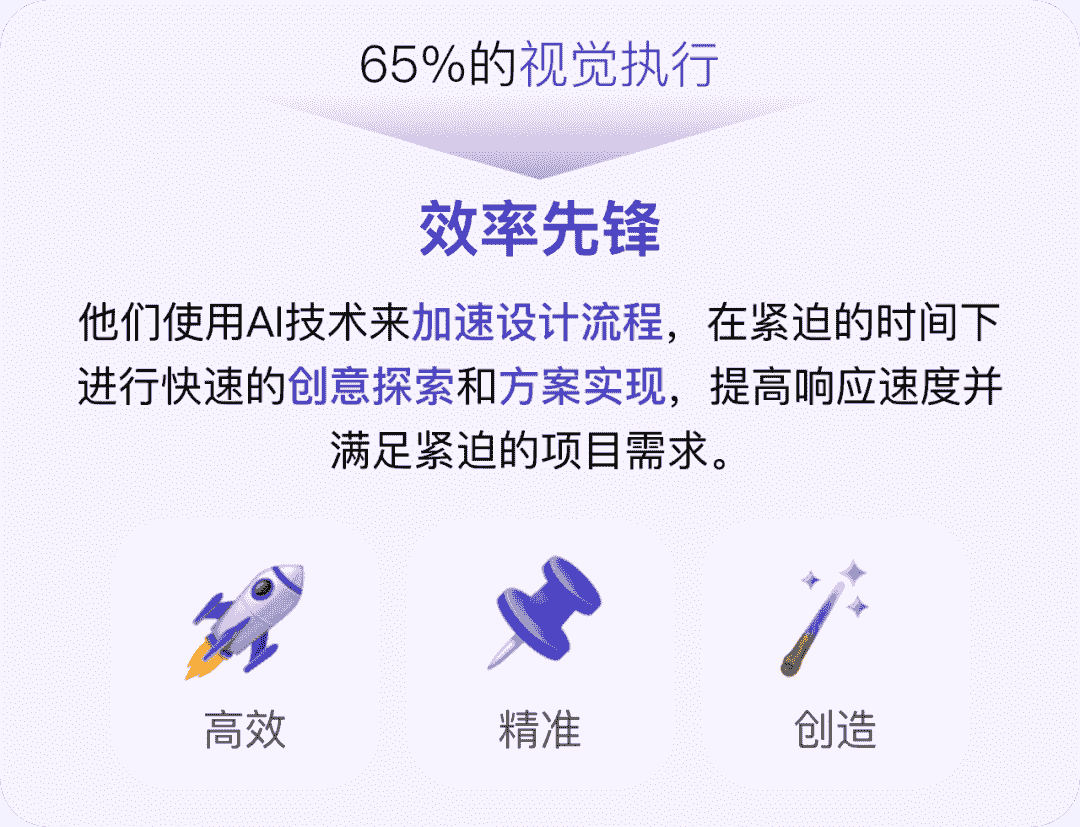 65%的视觉执行
效率先锋
他们使用AI技术来加速设计流程，在紧迫的时间下
进行快速的创意探索和方案实现，提高响应速度并
满足紧迫的项目需求。
高效
精准
创造